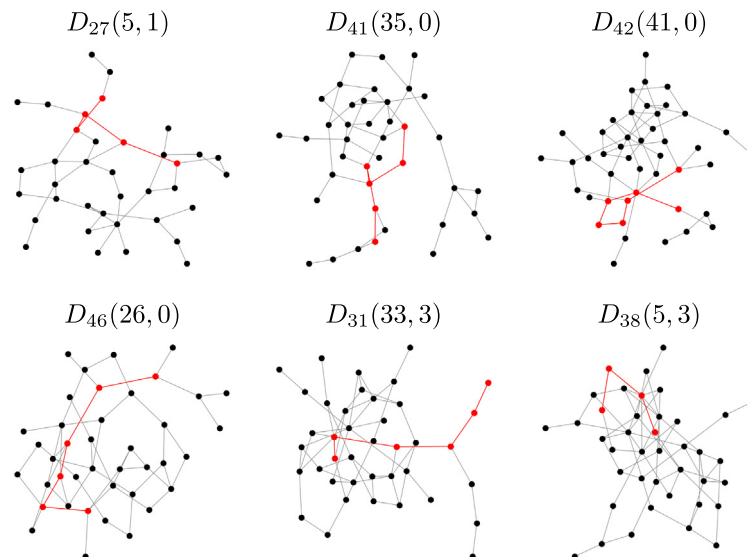 D₂₇(5, 1) D₄₁(35, 0) D₄₂(41, 0)
D₄₆(26, 0) D₃₁(33, 3) D₃₈(5, 3)